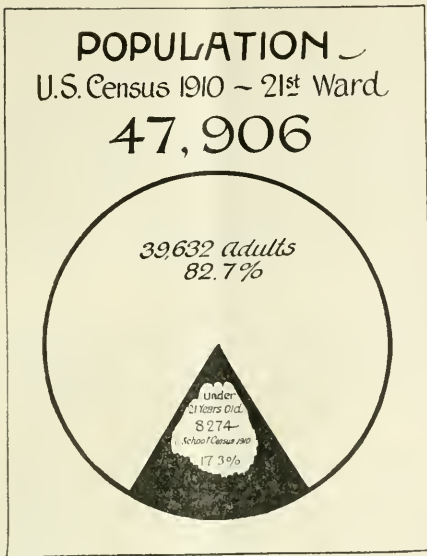 POPULATION
U.S. Census 1910 ~ 21st Ward
47,906
39,632 adults
82.7%
under
21 Years Old
8274
School Census 1910
17.3%